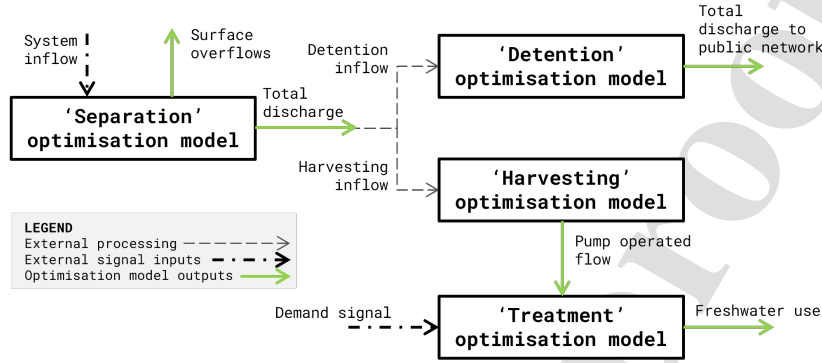 System
inflow
Surface
overflows
'Separation'
optimisation model
Total
discharge
Detention
inflow
Harvesting
inflow
'Detention'
optimisation model
Total
discharge to
public network
'Harvesting'
optimisation model
Pump operated
flow
LEGEND
External processing
External signal inputs
Optimisation model outputs
Demand signal
'Treatment'
optimisation model
Freshwater use